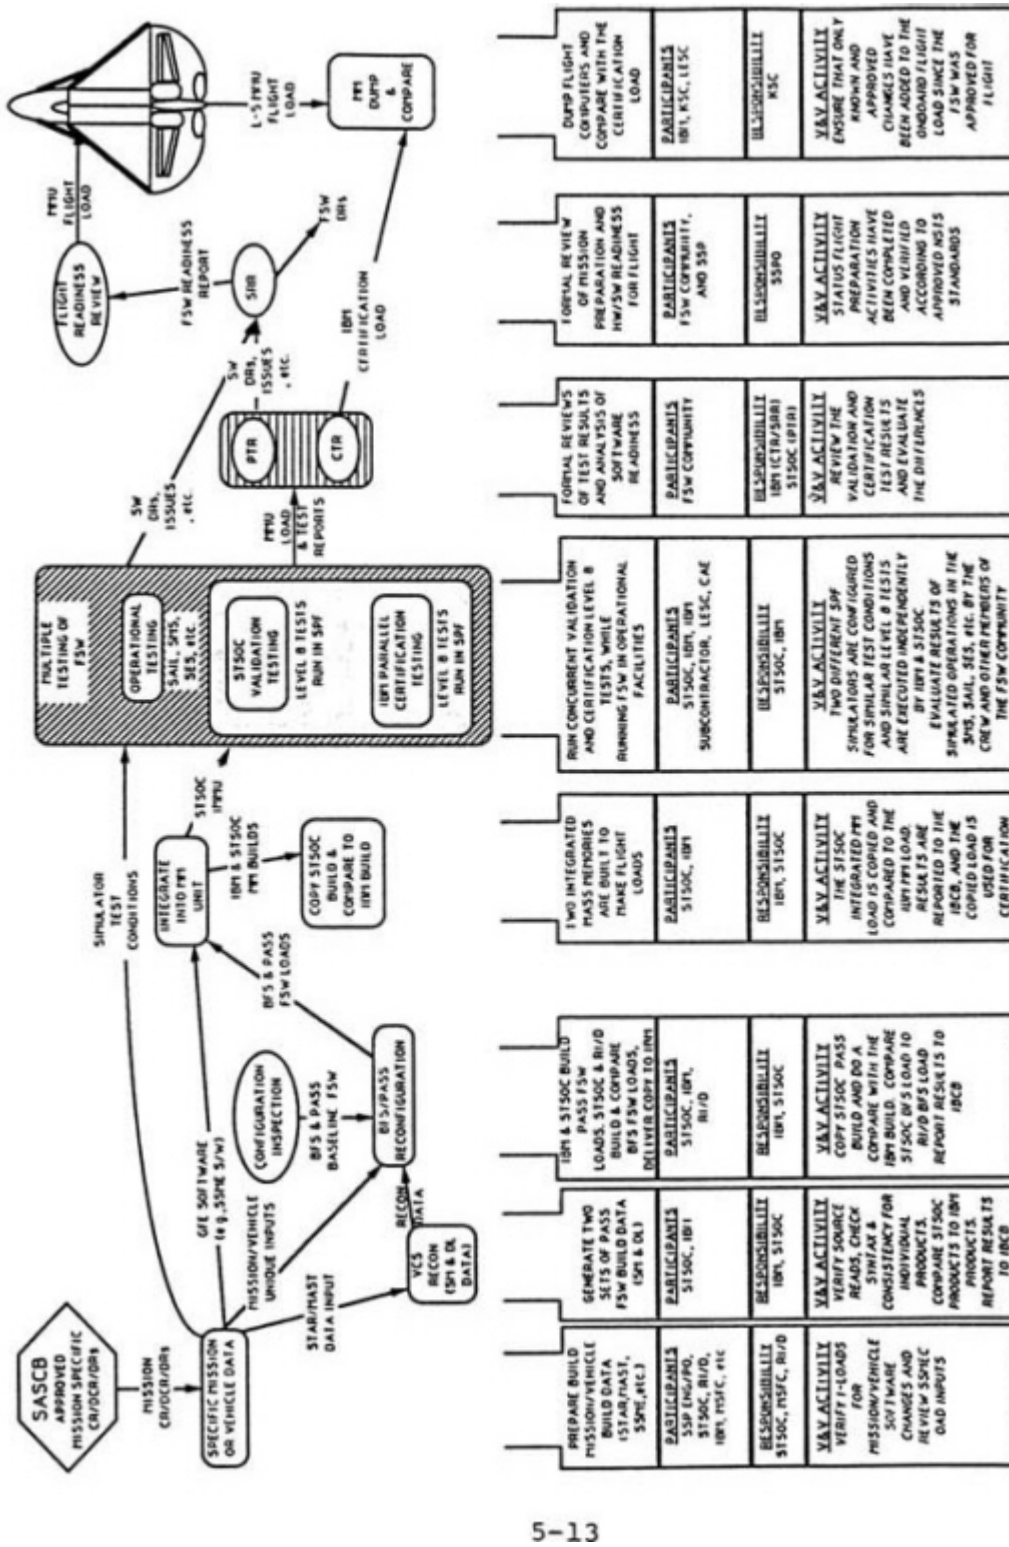 SASCB
APPROVED
MISSION SPECIFIC
CR/DCR/DRs
MISSION
CR/DCR/DRs
SPECIFIC MISSION
OR VEHICLE DATA
SIMULATOR
TEST
CONDITIONS
GFE SOFTWARE
(e.g., SSME S/W)
MISSION/VEHICLE
UNIQUE INPUTS
STAR/MAST
DATA INPUT
VCS
RECON
(SM & DL
DATA)
RECON
DATA
CONFIGURATION
INSPECTION
BFS & PASS
BASELINE FSW
BFS/PASS
RECONFIGURATION
BFS & PASS
FSW LOADS
INTEGRATE
INTO MM
UNIT
STSOC
IMMU
IBM & STSOC
MM BUILDS
COPY STSOC
BUILD &
COMPARE TO
IBM BUILD
MULTIPLE
TESTING OF
FSW
OPERATIONAL
TESTING
SAIL, SMS,
SES, etc.
STSOC
VALIDATION
TESTING
LEVEL 8 TESTS
RUN IN SPF
IBM PARALLEL
CERTIFICATION
TESTING
LEVEL 8 TESTS
RUN IN SPF
SW
DRs,
ISSUES
, etc.
MMU
LOAD
& TEST
REPORTS
PTR
CTR
SW
DRs,
ISSUES
, etc.
IBM
CERTIFICATION
LOAD
SRR
FSW
DRs
FSW READINESS
REPORT
FLIGHT
READINESS
REVIEW
MMU
FLIGHT
LOAD
L-5 MMU
FLIGHT
LOAD
MM
DUMP
&
COMPARE
PREPARE BUILD
MISSION/VEHICLE
BUILD DATA
(STAR, MAST,
SSME, etc.)
PARTICIPANTS
SSP ENG/PO,
STSOC, RI/D,
IBM, MSFC, etc
RESPONSIBILITY
STSOC, MSFC, RI/D
V&V ACTIVITY
VERIFY I-LOADS
FOR
MISSION/VEHICLE
SOFTWARE
CHANGES AND
REVIEW SSMEC
LOAD INPUTS
GENERATE TWO
SETS OF PASS
FSW BUILD DATA
(SM & DL)
PARTICIPANTS
STSOC, IBM
RESPONSIBILITY
IBM, STSOC
V&V ACTIVITY
VERIFY SOURCE
READS, CHECK
SYNTAX &
CONSISTENCY FOR
INDIVIDUAL
PRODUCTS.
COMPARE STSOC
PRODUCTS TO IBM
PRODUCTS.
REPORT RESULTS
TO IBCB
IBM & STSOC BUILD
PASS FSW
LOADS. STSOC & RI/D
BUILD & COMPARE
BFS FSW LOADS,
DELIVER COPY TO IBM
PARTICIPANTS
STSOC, IBM,
RI/D
RESPONSIBILITY
IBM, STSOC
V&V ACTIVITY
COPY STSOC PASS
BUILD AND DO A
COMPARE WITH THE
IBM BUILD. COMPARE
STSOC BFS LOAD TO
RI/D BFS LOAD
REPORT RESULTS TO
IBCB
TWO INTEGRATED
MASS MEMORIES
ARE BUILT TO
MAKE FLIGHT
LOADS
PARTICIPANTS
STSOC, IBM
RESPONSIBILITY
IBM, STSOC
V&V ACTIVITY
THE STSOC
INTEGRATED MM
LOAD IS COPIED AND
COMPARED TO THE
IBM MM LOAD.
RESULTS ARE
REPORTED TO THE
IBCB, AND THE
COPIED LOAD IS
USED FOR
CERTIFICATION
RUN CONCURRENT VALIDATION
AND CERTIFICATION LEVEL 8
TESTS, WHILE
RUNNING FSW IN OPERATIONAL
FACILITIES
PARTICIPANTS
STSOC, IBM, IBM
SUBCONTRACTOR, LESC, CAE
RESPONSIBILITY
STSOC, IBM
V&V ACTIVITY
TWO DIFFERENT SPF
SIMULATORS ARE CONFIGURED
FOR SIMILAR TEST CONDITIONS
AND SIMILAR LEVEL 8 TESTS
ARE EXECUTED INDEPENDENTLY
BY IBM & STSOC
EVALUATE RESULTS OF
SIMULATED OPERATIONS IN THE
SMS, SAIL, SES, etc. BY THE
CREW AND OTHER MEMBERS OF
THE FSW COMMUNITY
FORMAL REVIEWS
OF TEST RESULTS
AND ANALYSIS OF
SOFTWARE
READINESS
PARTICIPANTS
FSW COMMUNITY
RESPONSIBILITY
IBM (CTR/SRR)
STSOC (PTR)
V&V ACTIVITY
REVIEW THE
VALIDATION AND
CERTIFICATION
TEST RESULTS
AND EVALUATE
THE DIFFERENCES
FORMAL REVIEW
OF MISSION
PREPARATION AND
HW/SW READINESS
FOR FLIGHT
PARTICIPANTS
FSW COMMUNITY,
AND SSP
RESPONSIBILITY
SSPO
V&V ACTIVITY
STATUS FLIGHT
PREPARATION
ACTIVITIES HAVE
BEEN COMPLETED
AND VERIFIED
ACCORDING TO
APPROVED NSTS
STANDARDS
DUMP FLIGHT
COMPUTERS AND
COMPARE WITH THE
CERTIFICATION
LOAD
PARTICIPANTS
IBM, KSC, LESC
RESPONSIBILITY
KSC
V&V ACTIVITY
ENSURE THAT ONLY
KNOWN AND
APPROVED
CHANGES HAVE
BEEN ADDED TO THE
ONBOARD FLIGHT
LOAD SINCE THE
FSW WAS
APPROVED FOR
FLIGHT
5-13